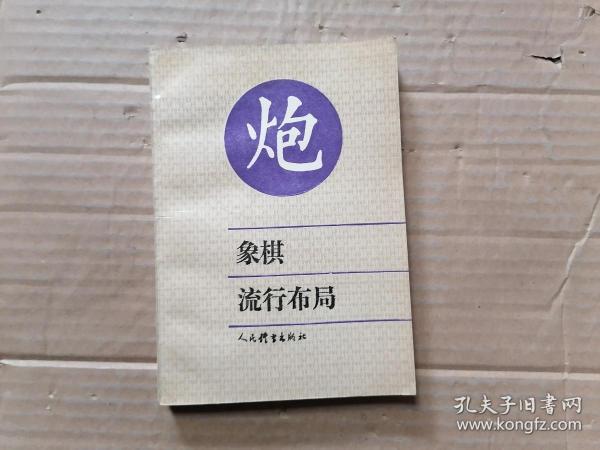 炮
象棋
流行布局
人民体育出版社
孔夫子旧書网
www.kongfz.com